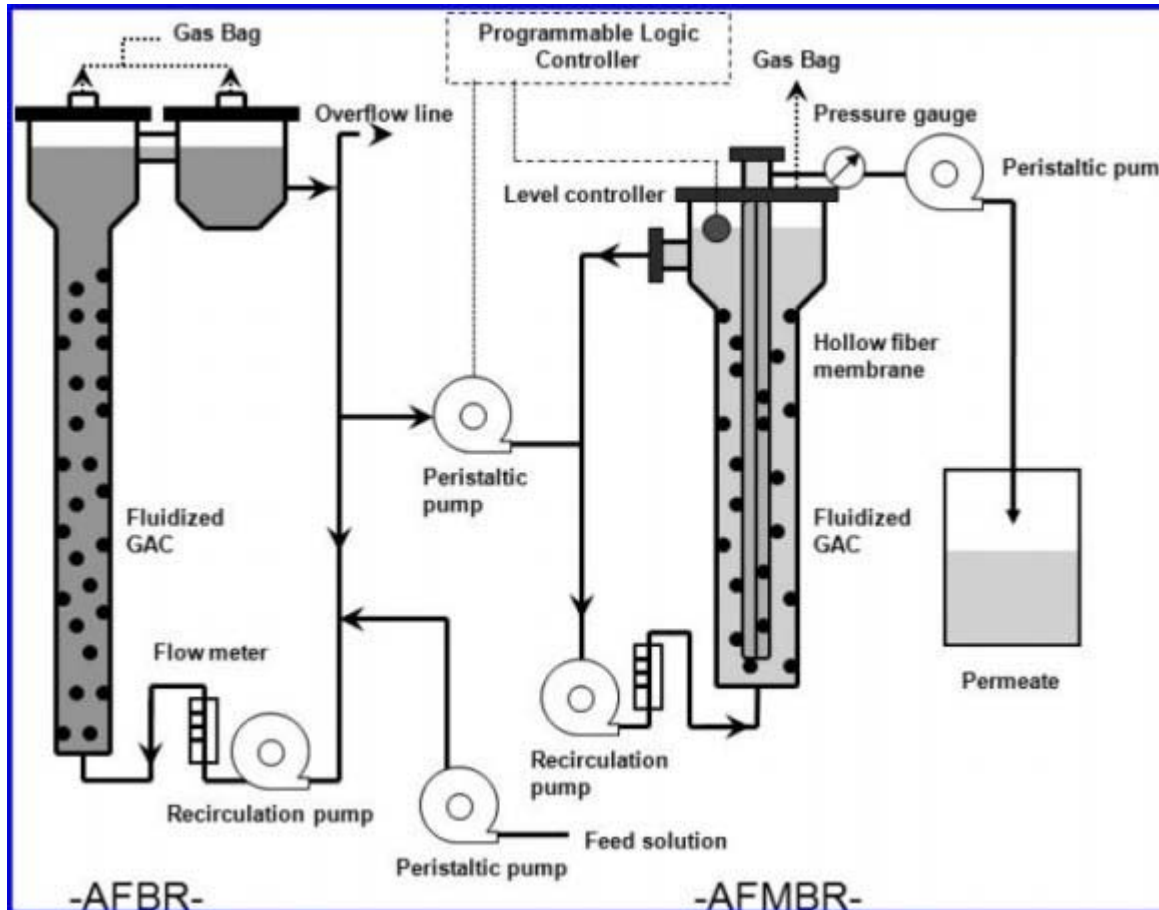 Gas Bag
Programmable Logic
Controller
Gas Bag
Overflow line
Pressure gauge
Peristaltic pum
Level controller
Hollow fiber
membrane
Peristaltic
pump
Fluidized
GAC
Fluidized
GAC
Flow meter
Permeate
Recirculation
pump
Recirculation pump
Feed solution
Peristaltic pump
-AFBR-
-AFMBR-